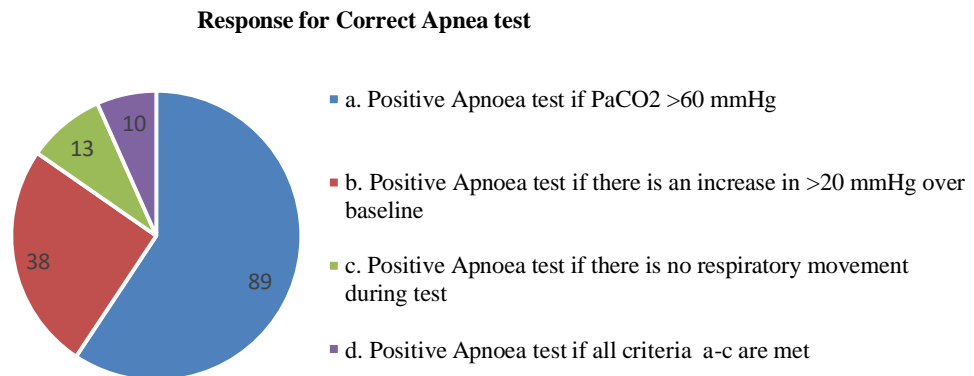 Response for Correct Apnea test
a. Positive Apnoea test if PaCO2 >60 mmHg
b. Positive Apnoea test if there is an increase in >20 mmHg over
baseline
c. Positive Apnoea test if there is no respiratory movement
during test
d. Positive Apnoea test if all criteria a-c are met
10
13
38
89